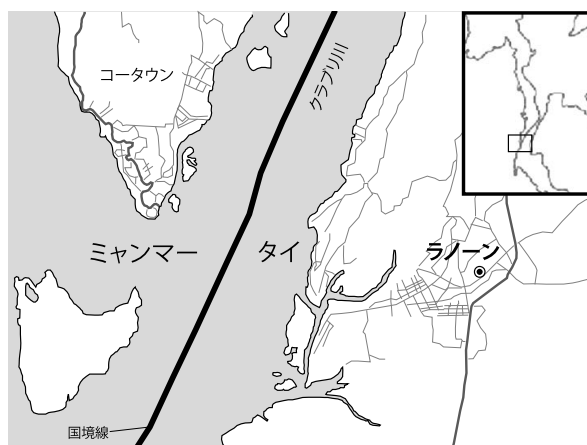 コータウン
クラブリ川
ミャンマー
タイ
ラノーン
国境線